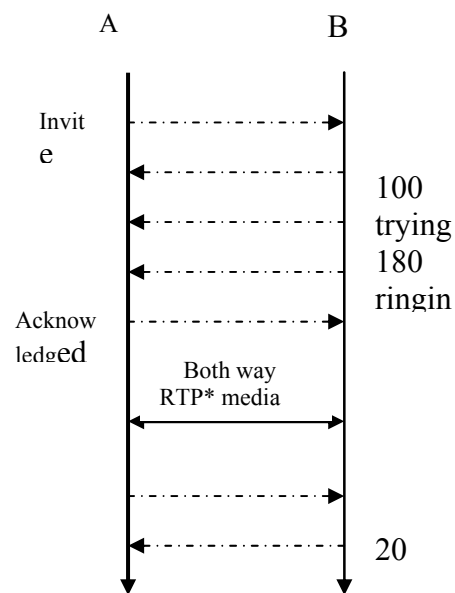 A
B
Invit
e
100
trying
180
ringin
Acknow
ledged
Both way
RTP* media
20